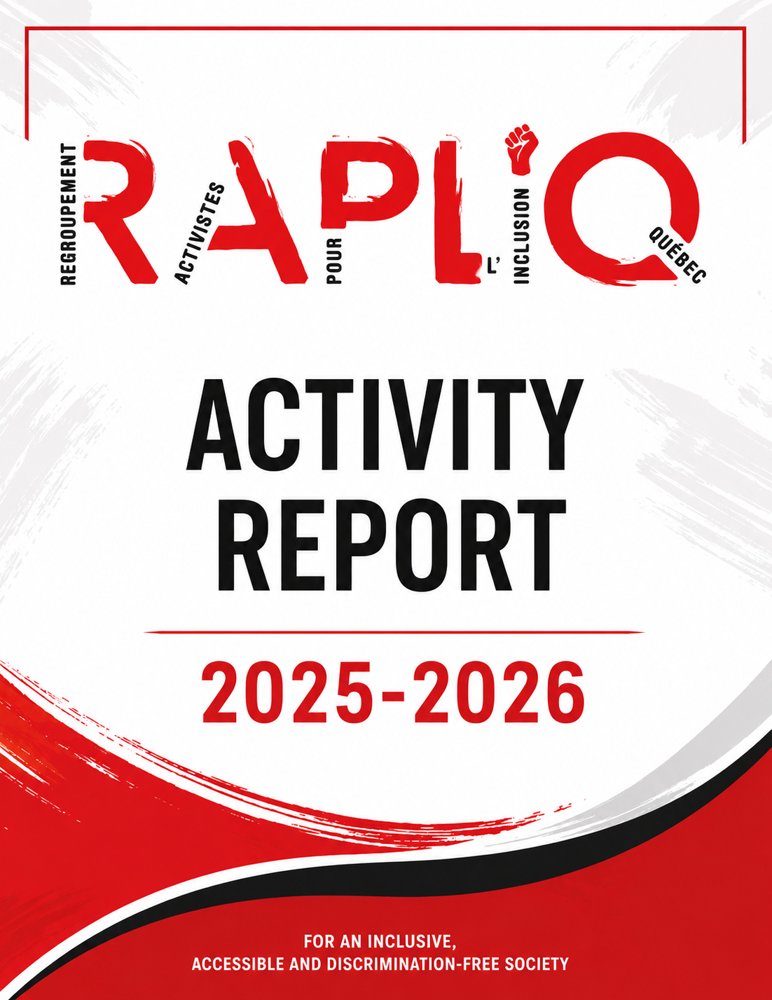 RAPLIQ
REGROUPEMENT
ACTIVISTES
POUR
L'
INCLUSION
QUÉBEC
ACTIVITY
REPORT
2025-2026
FOR AN INCLUSIVE,
ACCESSIBLE AND DISCRIMINATION-FREE SOCIETY